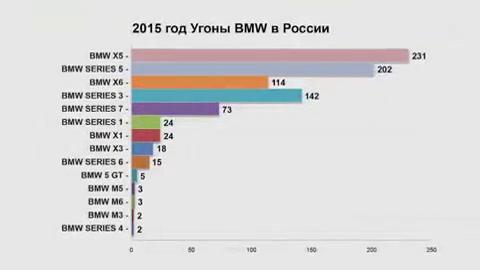 2015 год Угоны BMW в России
BMW X5 - 231
BMW SERIES 5 - 202
BMW X6 - 114
BMW SERIES 3 - 142
BMW SERIES 7 - 73
BMW SERIES 1 - 24
BMW X1 - 24
BMW X3 - 18
BMW SERIES 6 - 15
BMW 5 GT - 5
BMW M5 - 3
BMW M6 - 3
BMW M3 - 2
BMW SERIES 4 - 2
0 50 100 150 200 250